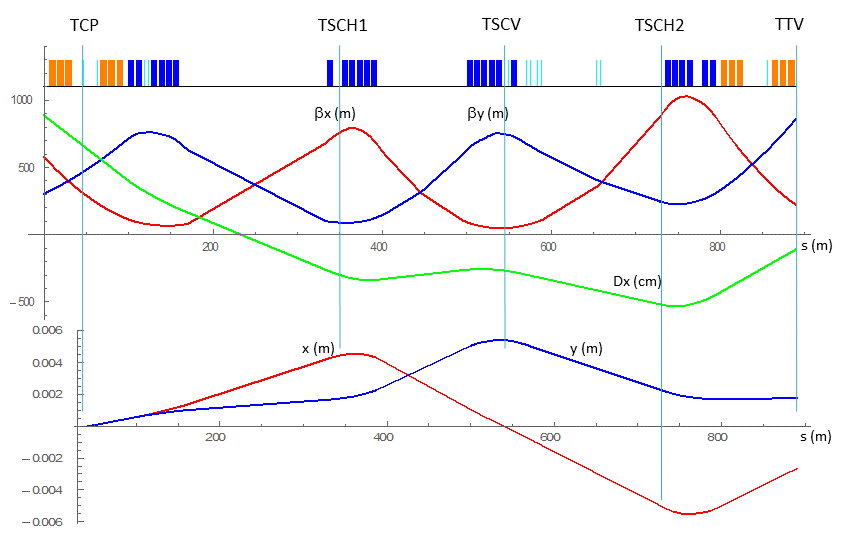 TCP TSCH1 TSCV TSCH2 TTV
1000 βx (m) βy (m)
500
200 400 600 800 s (m)
Dx (cm)
−500
0.006
x (m) y (m)
0.004
0.002
200 400 600 800 s (m)
−0.002
−0.004
−0.006